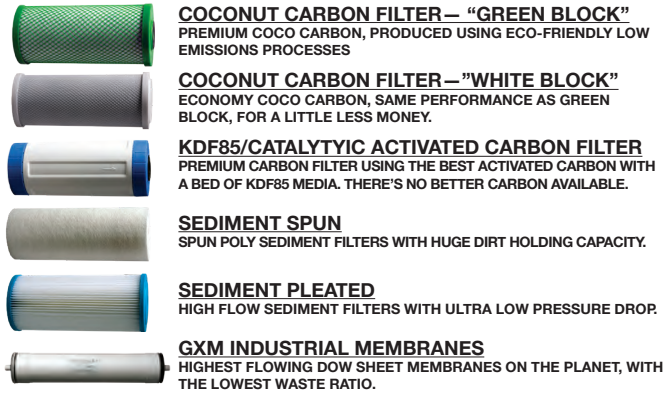 COCONUT CARBON FILTER— “GREEN BLOCK”
PREMIUM COCO CARBON, PRODUCED USING ECO-FRIENDLY LOW
EMISSIONS PROCESSES
COCONUT CARBON FILTER—”WHITE BLOCK”
ECONOMY COCO CARBON, SAME PERFORMANCE AS GREEN
BLOCK, FOR A LITTLE LESS MONEY.
KDF85/CATALYTYIC ACTIVATED CARBON FILTER
PREMIUM CARBON FILTER USING THE BEST ACTIVATED CARBON WITH
A BED OF KDF85 MEDIA. THERE’S NO BETTER CARBON AVAILABLE.
SEDIMENT SPUN
SPUN POLY SEDIMENT FILTERS WITH HUGE DIRT HOLDING CAPACITY.
SEDIMENT PLEATED
HIGH FLOW SEDIMENT FILTERS WITH ULTRA LOW PRESSURE DROP.
GXM INDUSTRIAL MEMBRANES
HIGHEST FLOWING DOW SHEET MEMBRANES ON THE PLANET, WITH
THE LOWEST WASTE RATIO.